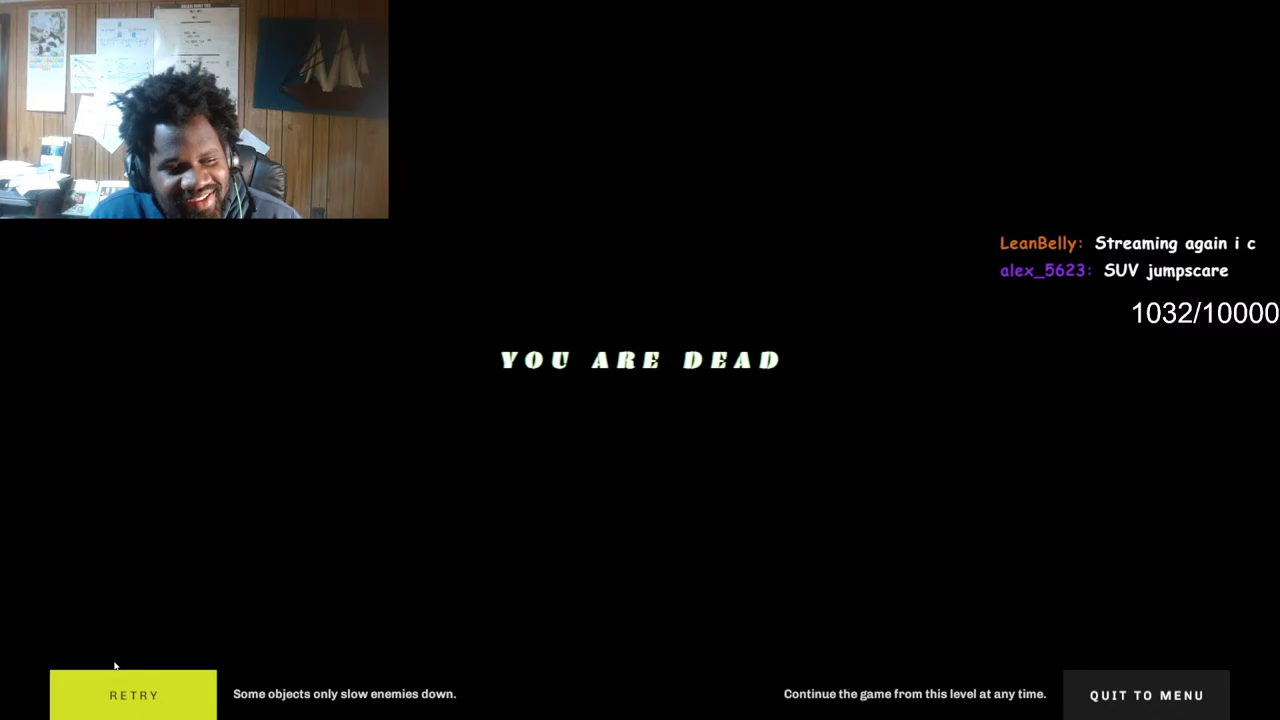 LeanBelly: Streaming again i c
alex_5623: SUV jumpscare
1032/10000
YOU ARE DEAD
RETRY
Some objects only slow enemies down.
Continue the game from this level at any time.
QUIT TO MENU